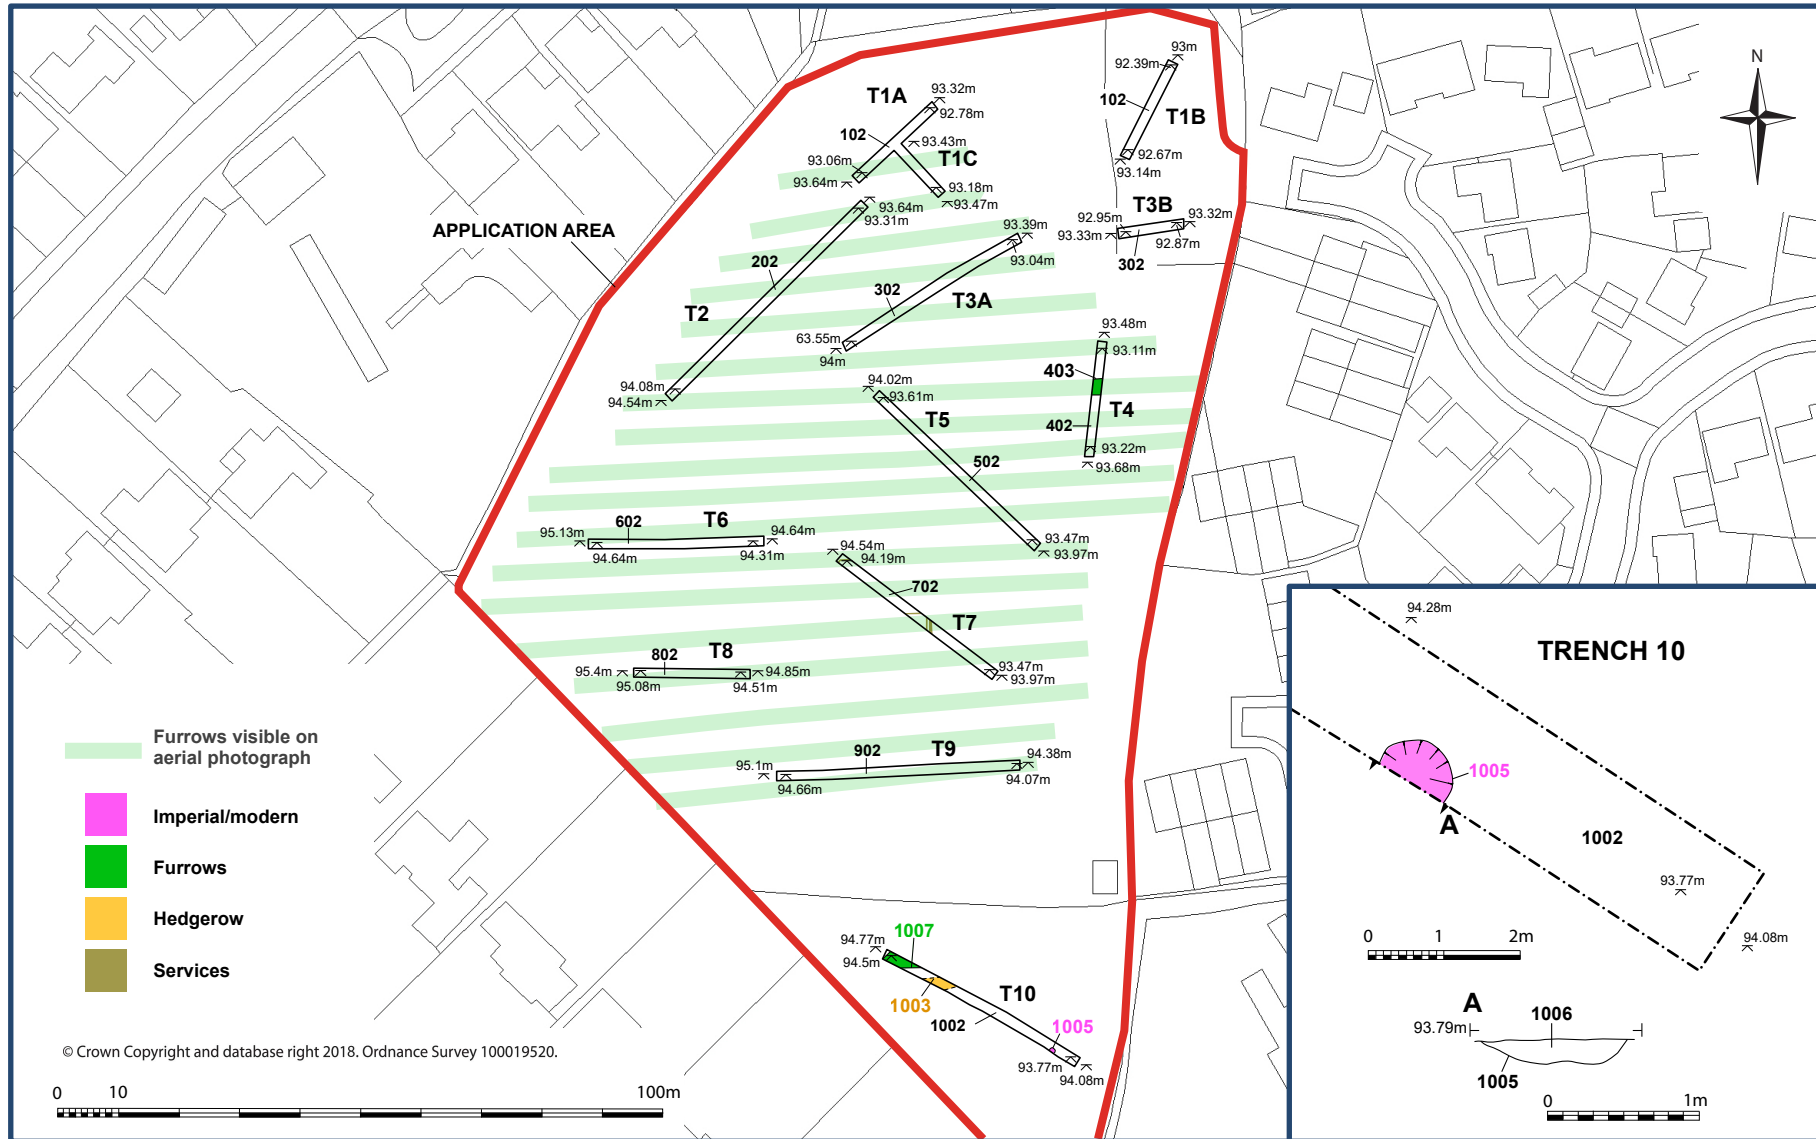 93m
92.39m
102
T1B
92.67m
93.14m
N
T1A
93.32m
92.78m
102
93.43m
T1C
93.06m
93.64m
93.18m
93.47m
T3B
92.95m
93.32m
93.33m
92.87m
302
APPLICATION AREA
93.64m
93.31m
202
T2
94.08m
94.54m
93.39m
93.04m
302
T3A
63.55m
94m
93.48m
93.11m
403
T4
402
93.22m
93.68m
94.02m
93.61m
T5
502
93.47m
93.97m
602
T6
95.13m
94.64m
94.64m
94.31m
94.54m
94.19m
702
T7
93.47m
93.97m
802
T8
95.4m
94.85m
95.08m
94.51m
902
T9
95.1m
94.38m
94.66m
94.07m
Furrows visible on
aerial photograph
Imperial/modern
Furrows
Hedgerow
Services
94.77m
1007
94.5m
1003
T10
1002
1005
93.77m
94.08m
© Crown Copyright and database right 2018. Ordnance Survey 100019520.
0 10 100m
94.28m
TRENCH 10
1005
A
1002
93.77m
94.08m
0 1 2m
A
93.79m
1006
1005
0 1m